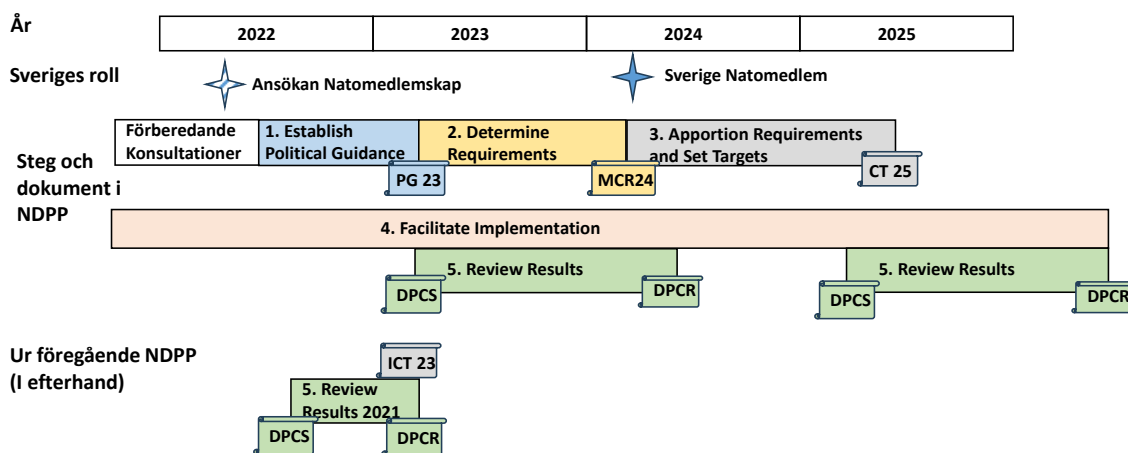 År
2022
2023
2024
2025
Sveriges roll
Ansökan Natomedlemskap
Sverige Natomedlem
Steg och
dokument i
NDPP
Förberedande
Konsultationer
1. Establish
Political Guidance
2. Determine
Requirements
3. Apportion Requirements
and Set Targets
PG 23
MCR24
CT 25
4. Facilitate Implementation
5. Review Results
5. Review Results
DPCS
DPCR
DPCS
DPCR
Ur föregående NDPP
(I efterhand)
ICT 23
5. Review
Results 2021
DPCS
DPCR